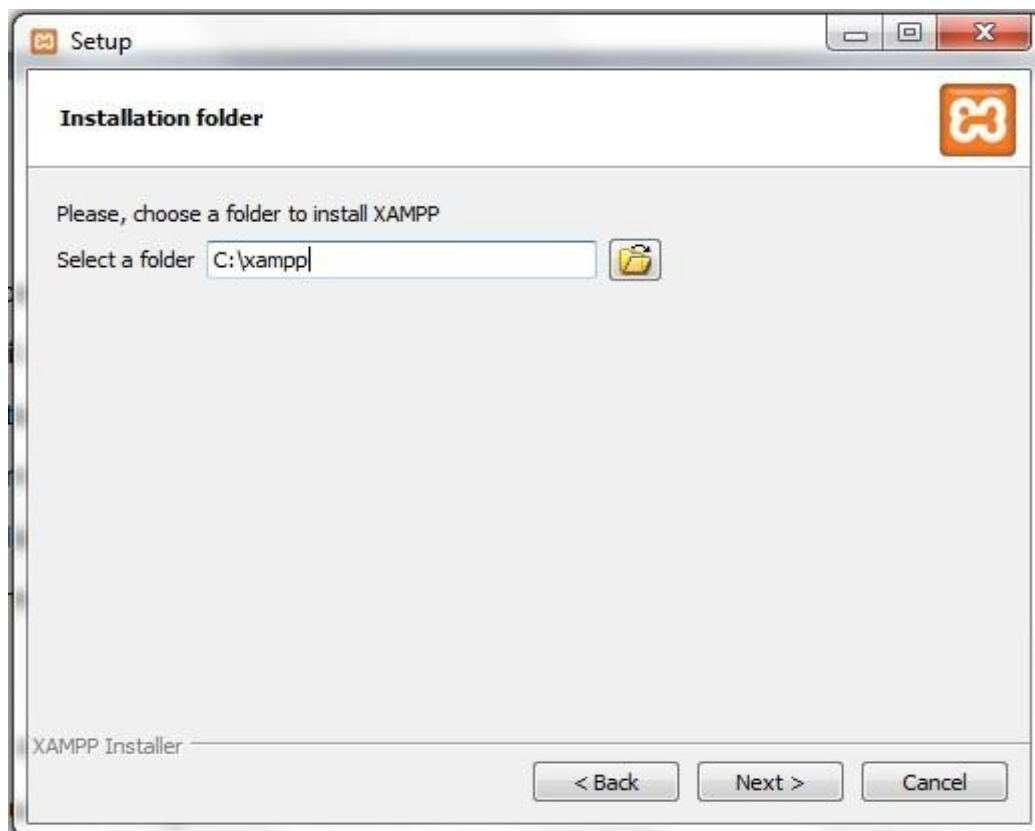 Setup
Installation folder
Please, choose a folder to install XAMPP
Select a folder C:\xampp
XAMPP Installer
< Back Next > Cancel